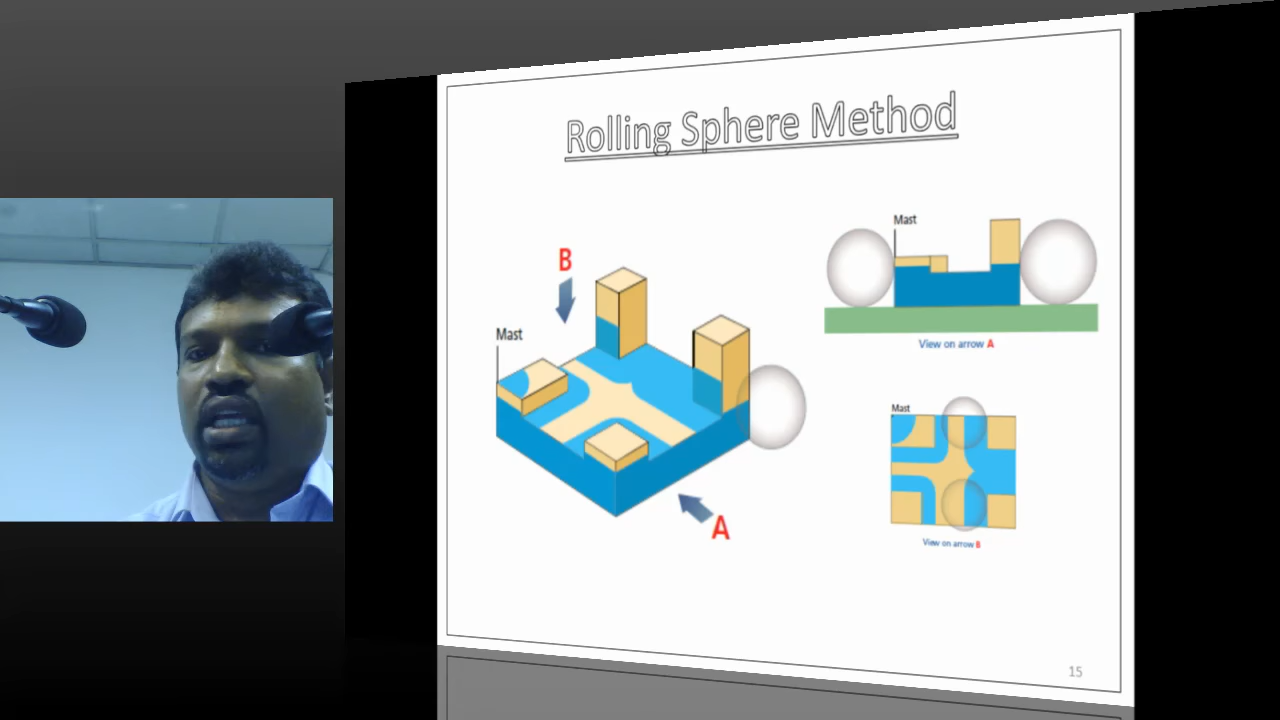 Rolling Sphere Method
B
Mast
A
Mast
View on arrow A
Mast
View on arrow B
15